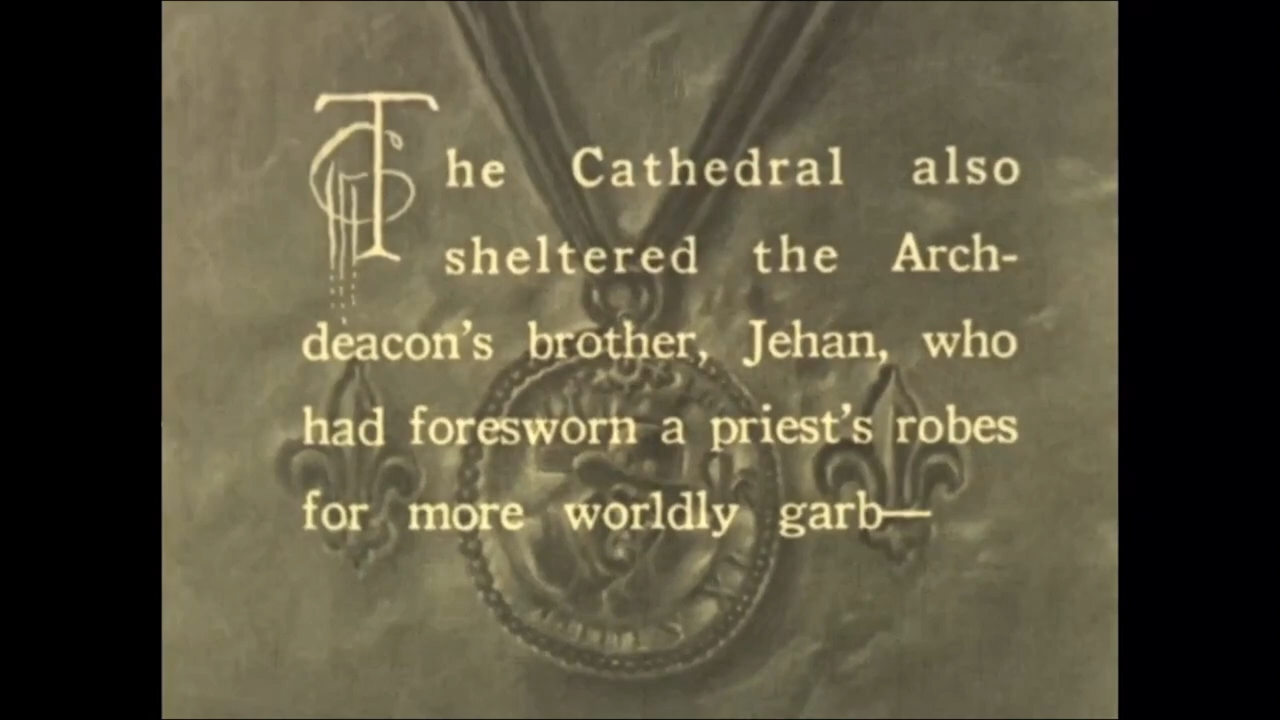 The Cathedral also
sheltered the Arch-
deacon's brother, Jehan, who
had foresworn a priest's robes
for more worldly garb—